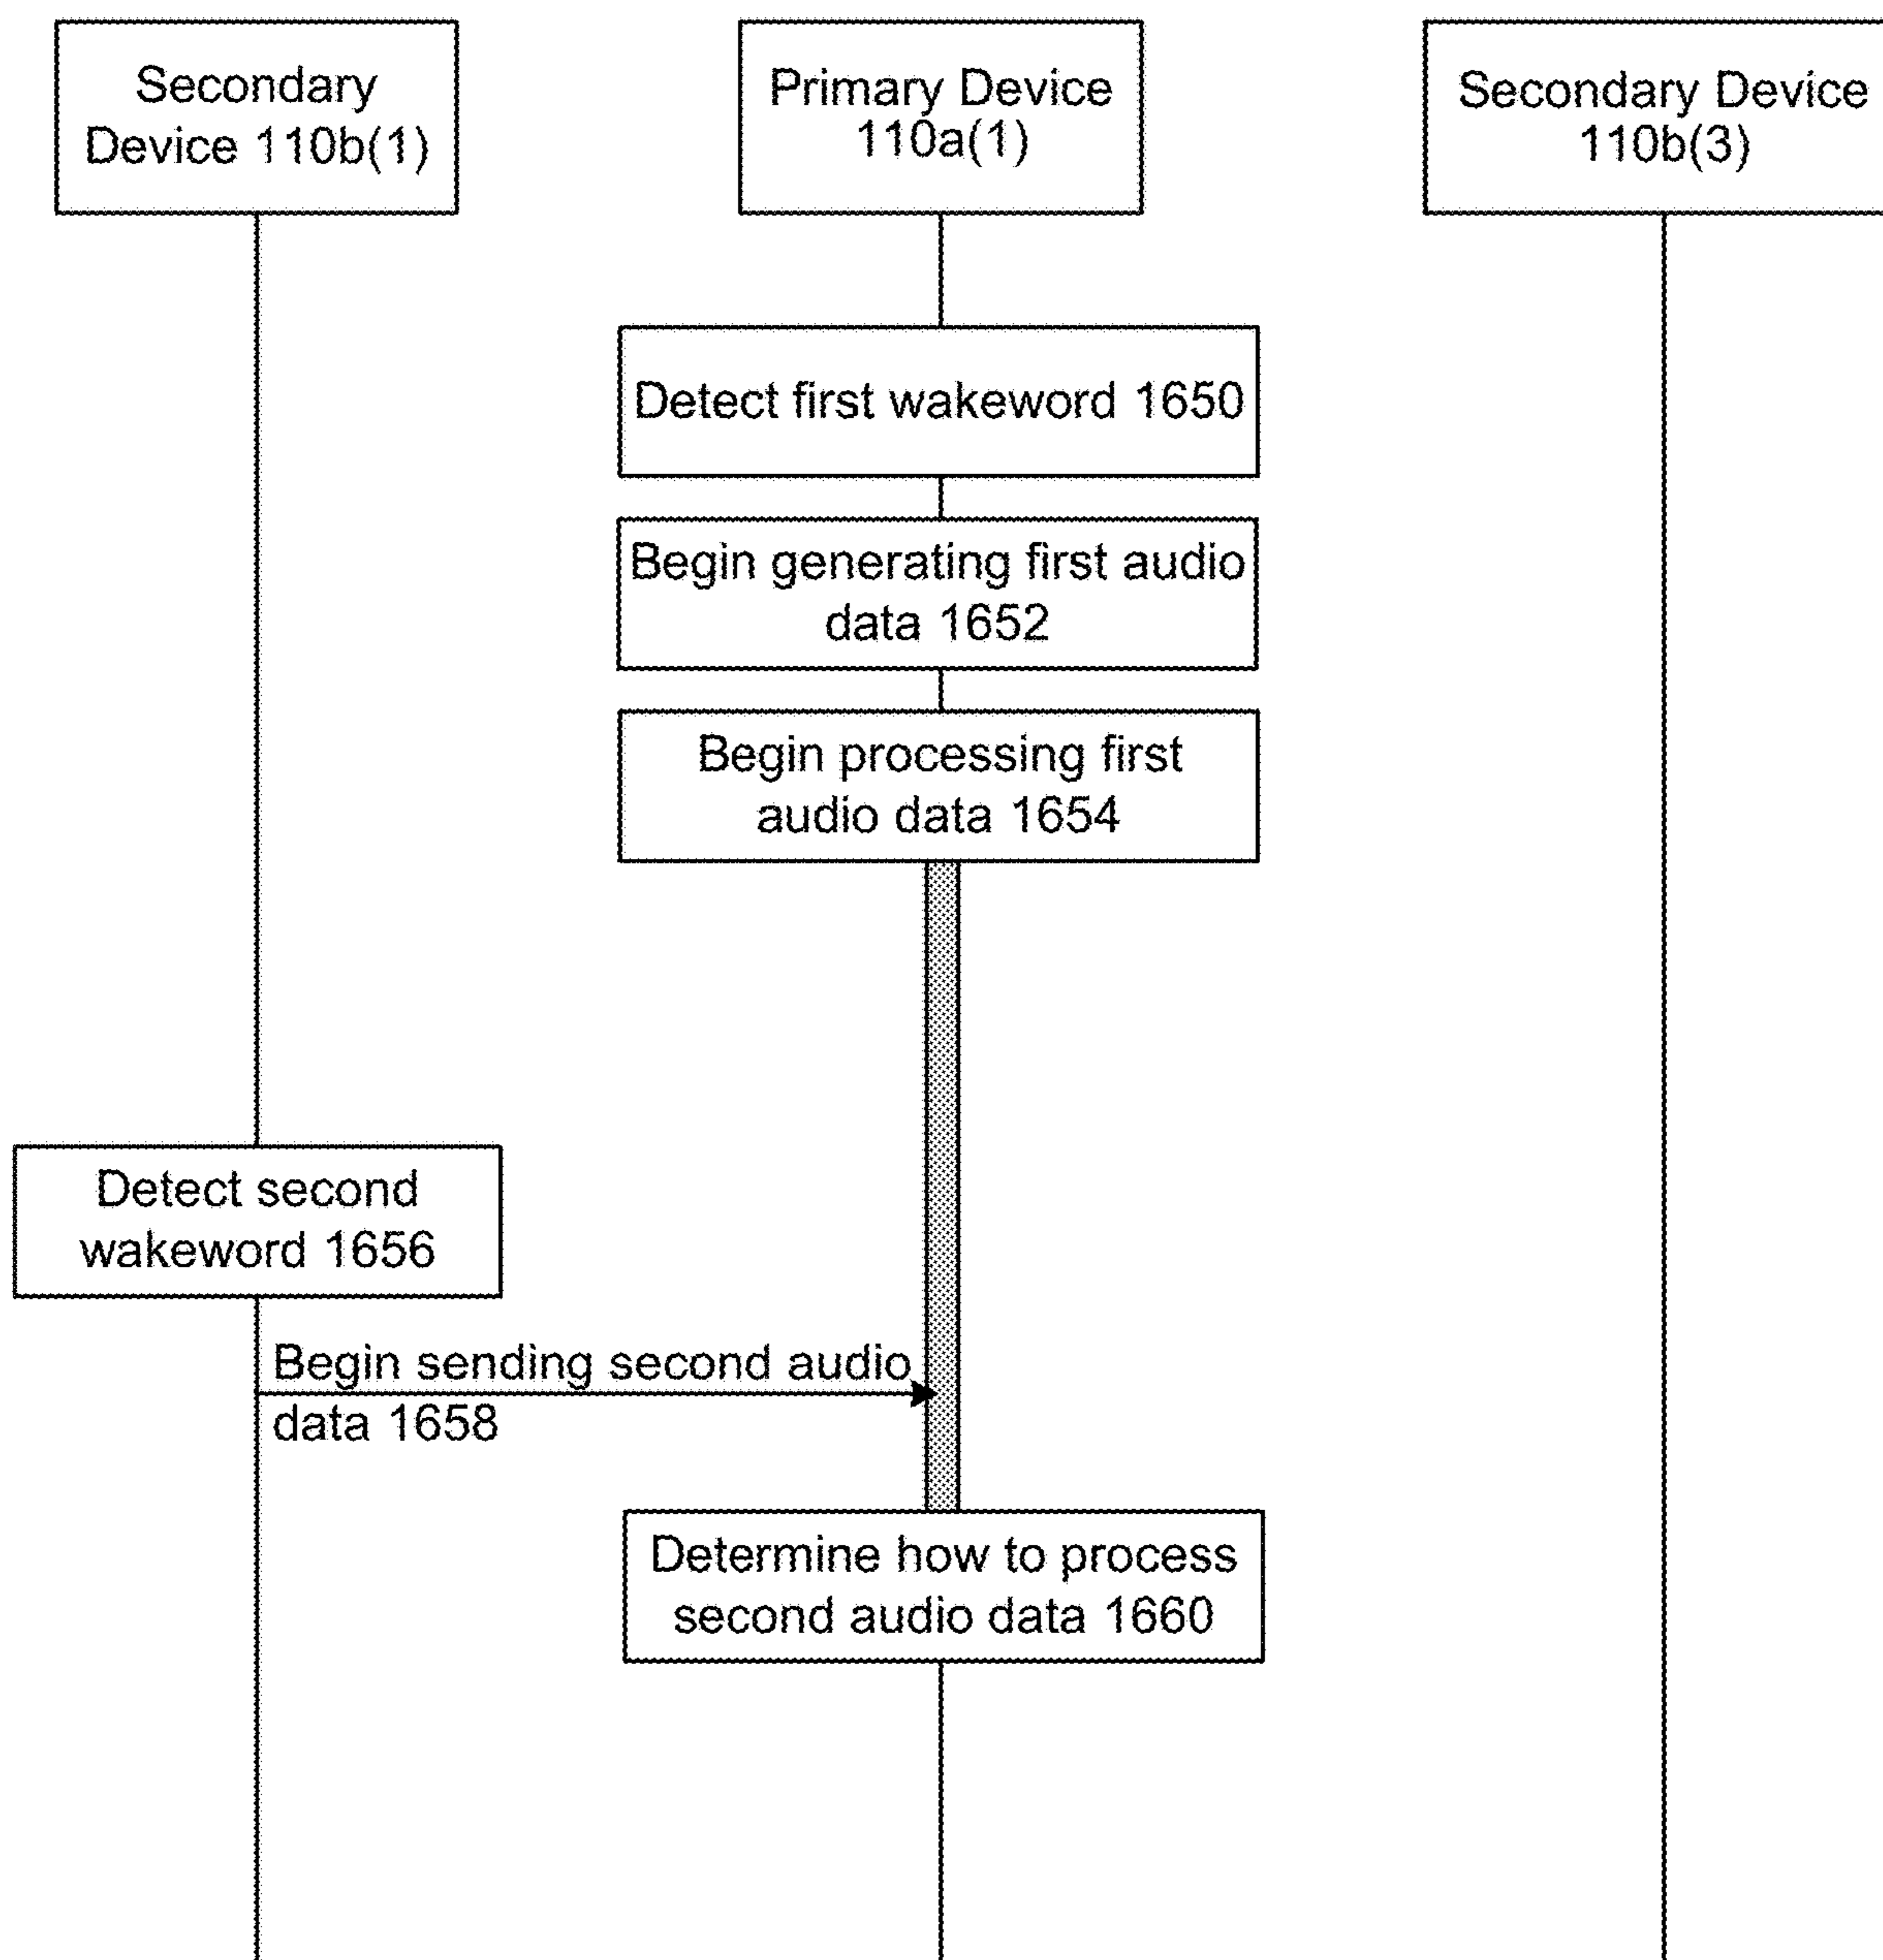 Secondary
Device 110b(1)
Primary Device
110a(1)
Secondary Device
110b(3)
Detect first wakeword 1650
Begin generating first audio
data 1652
Begin processing first
audio data 1654
Detect second
wakeword 1656
Begin sending second audio
data 1658
Determine how to process
second audio data 1660